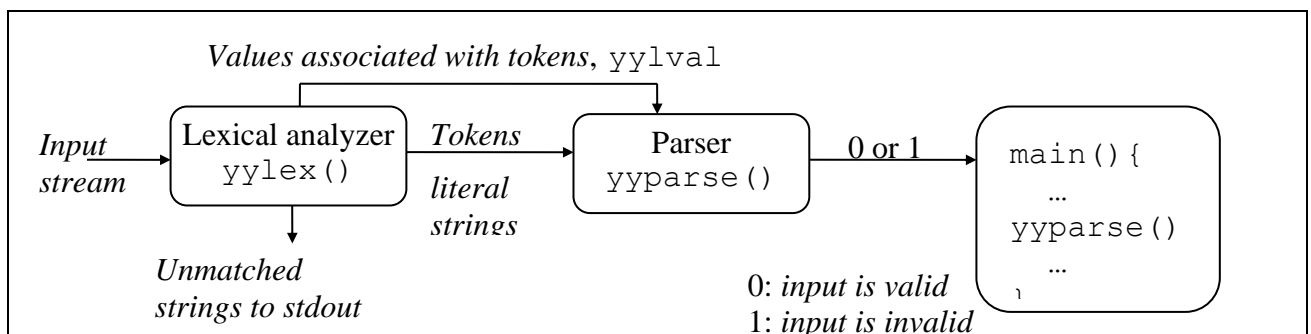 Values associated with tokens, yylval
Input
stream
Lexical analyzer
yylex()
Tokens
literal
strings
Parser
yyparse()
0 or 1
main(){
…
yyparse()
…
}
Unmatched
strings to stdout
0: input is valid
1: input is invalid